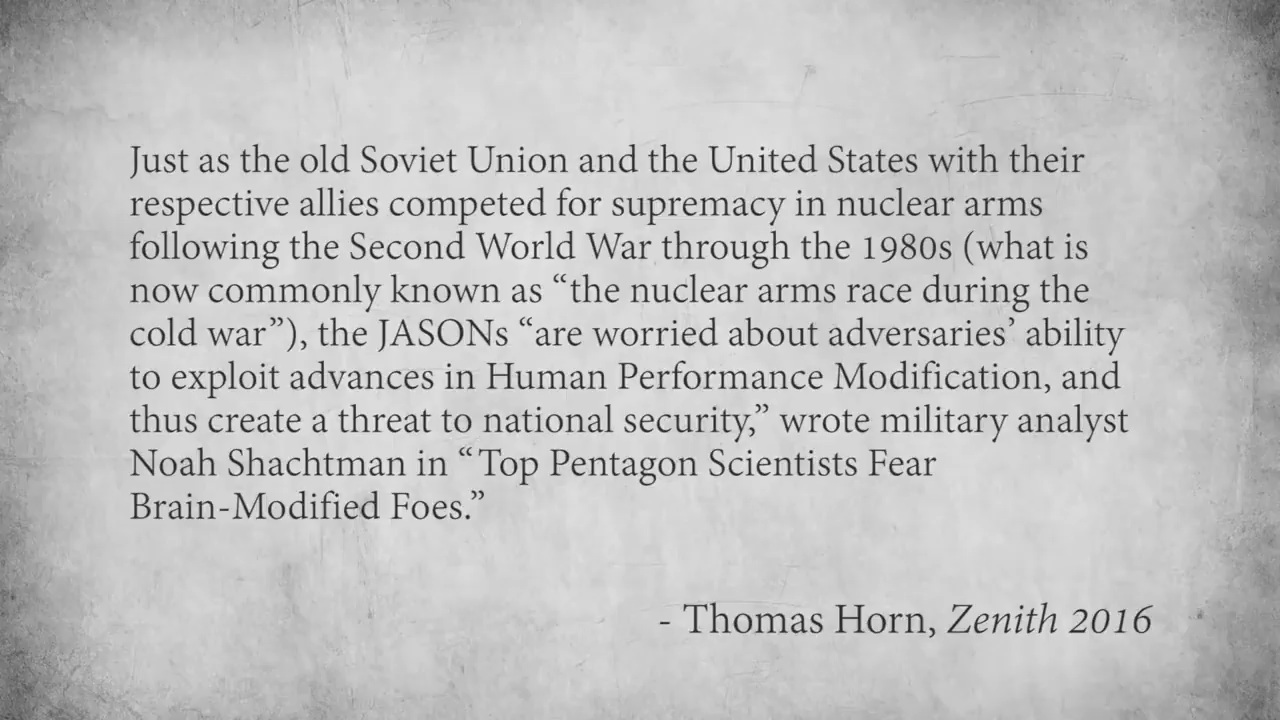 Just as the old Soviet Union and the United States with their
respective allies competed for supremacy in nuclear arms
following the Second World War through the 1980s (what is
now commonly known as “the nuclear arms race during the
cold war”), the JASONs “are worried about adversaries’ ability
to exploit advances in Human Performance Modification, and
thus create a threat to national security,” wrote military analyst
Noah Shachtman in “Top Pentagon Scientists Fear
Brain-Modified Foes.”
- Thomas Horn, Zenith 2016